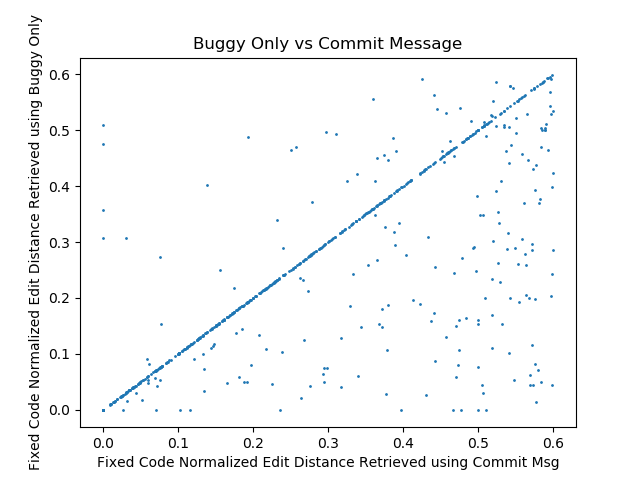 Buggy Only vs Commit Message
Fixed Code Normalized Edit Distance Retrieved using Buggy Only
0.6
0.5
0.4
0.3
0.2
0.1
0.0
0.0 0.1 0.2 0.3 0.4 0.5 0.6
Fixed Code Normalized Edit Distance Retrieved using Commit Msg